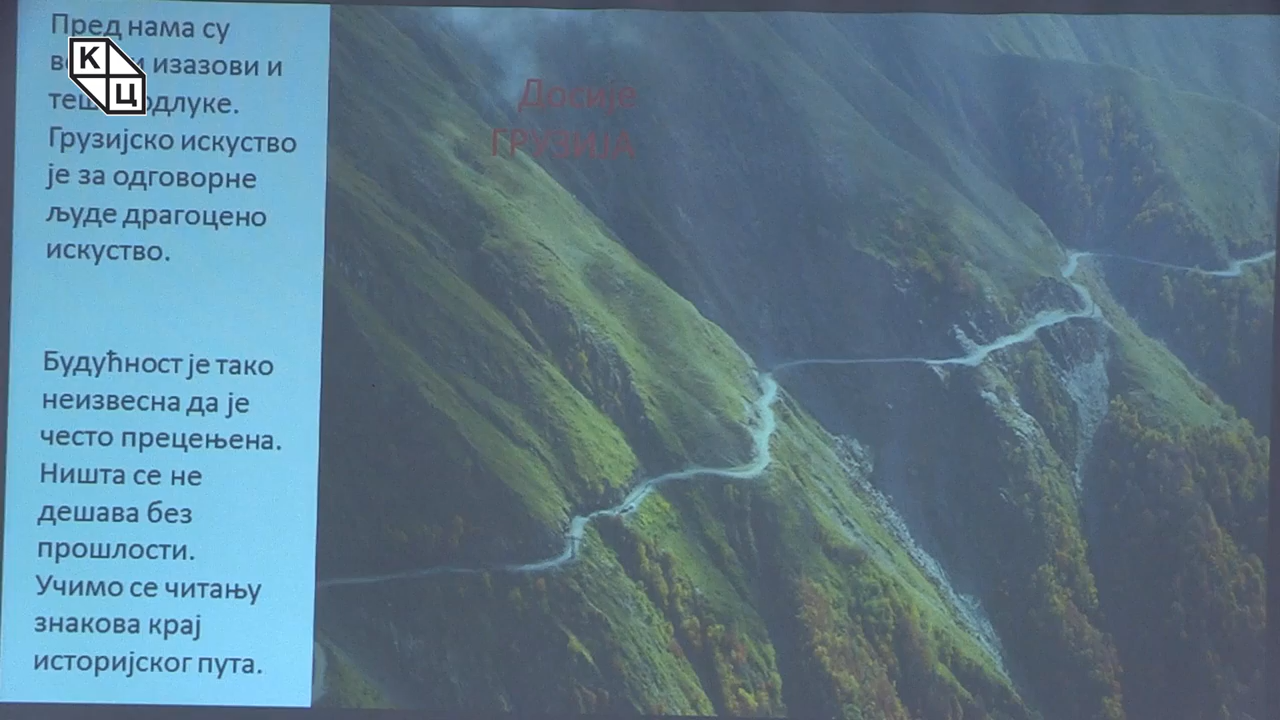 Пред нама су
изазови и
одлуке.
Грузијско искуство
је за одговорне
људе драгоцено
искуство.
Будућност је тако
неизвесна да је
често прецењена.
Ништа се не
дешава без
прошлости.
Учимо се читању
знакова крај
историјског пута.
Досије
ГРУЗИЈА
К
Ц